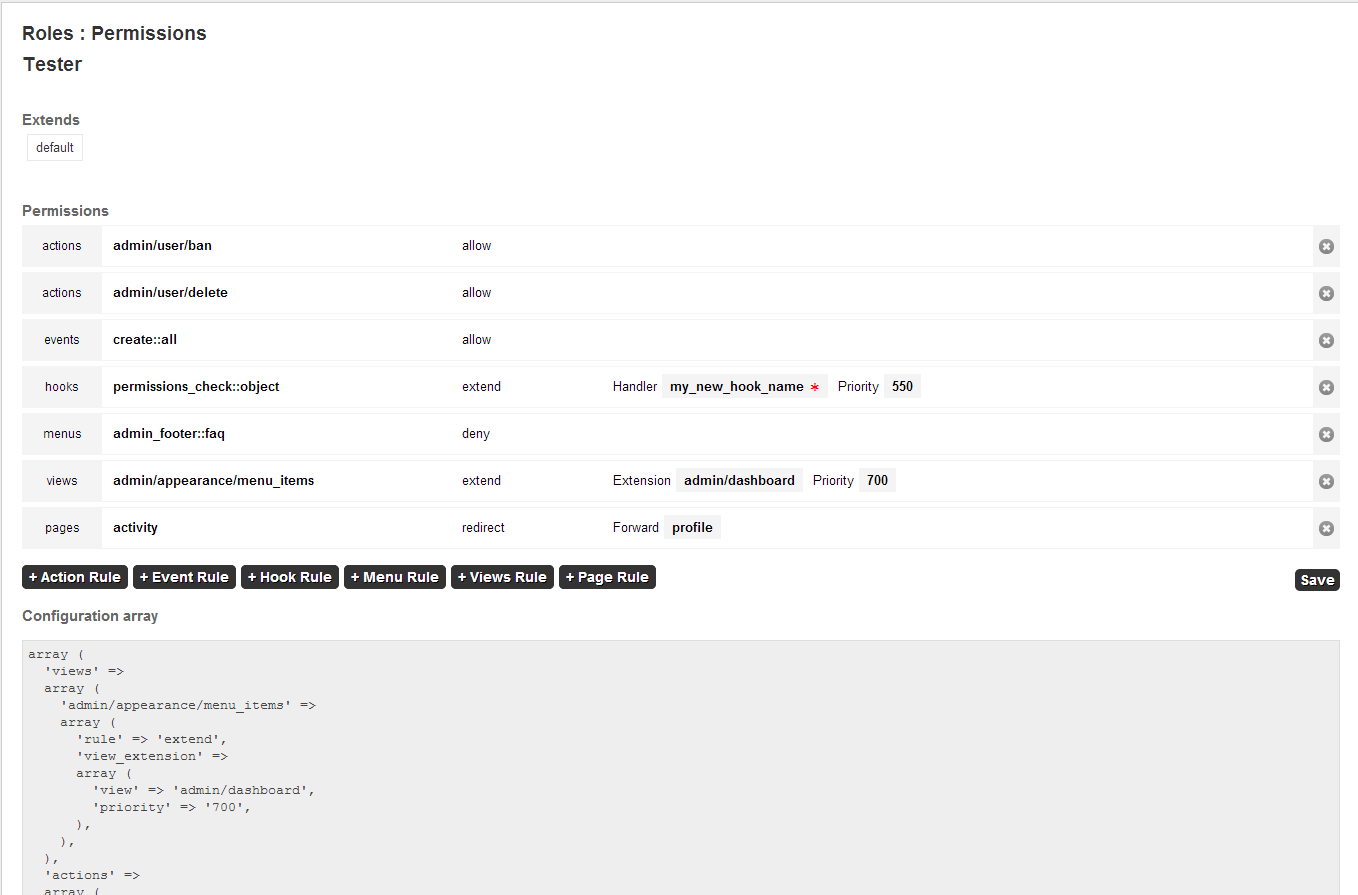 Roles : Permissions
Tester
Extends
default
Permissions
actions admin/user/ban allow
actions admin/user/delete allow
events create::all allow
hooks permissions_check::object extend Handler my_new_hook_name * Priority 550
menus admin_footer::faq deny
views admin/appearance/menu_items extend Extension admin/dashboard Priority 700
pages activity redirect Forward profile
+ Action Rule + Event Rule + Hook Rule + Menu Rule + Views Rule + Page Rule Save
Configuration array
array (
  'views' =>
  array (
    'admin/appearance/menu_items' =>
    array (
      'rule' => 'extend',
      'view_extension' =>
      array (
        'view' => 'admin/dashboard',
        'priority' => '700',
      ),
    ),
  ),
  'actions' =>
  array (